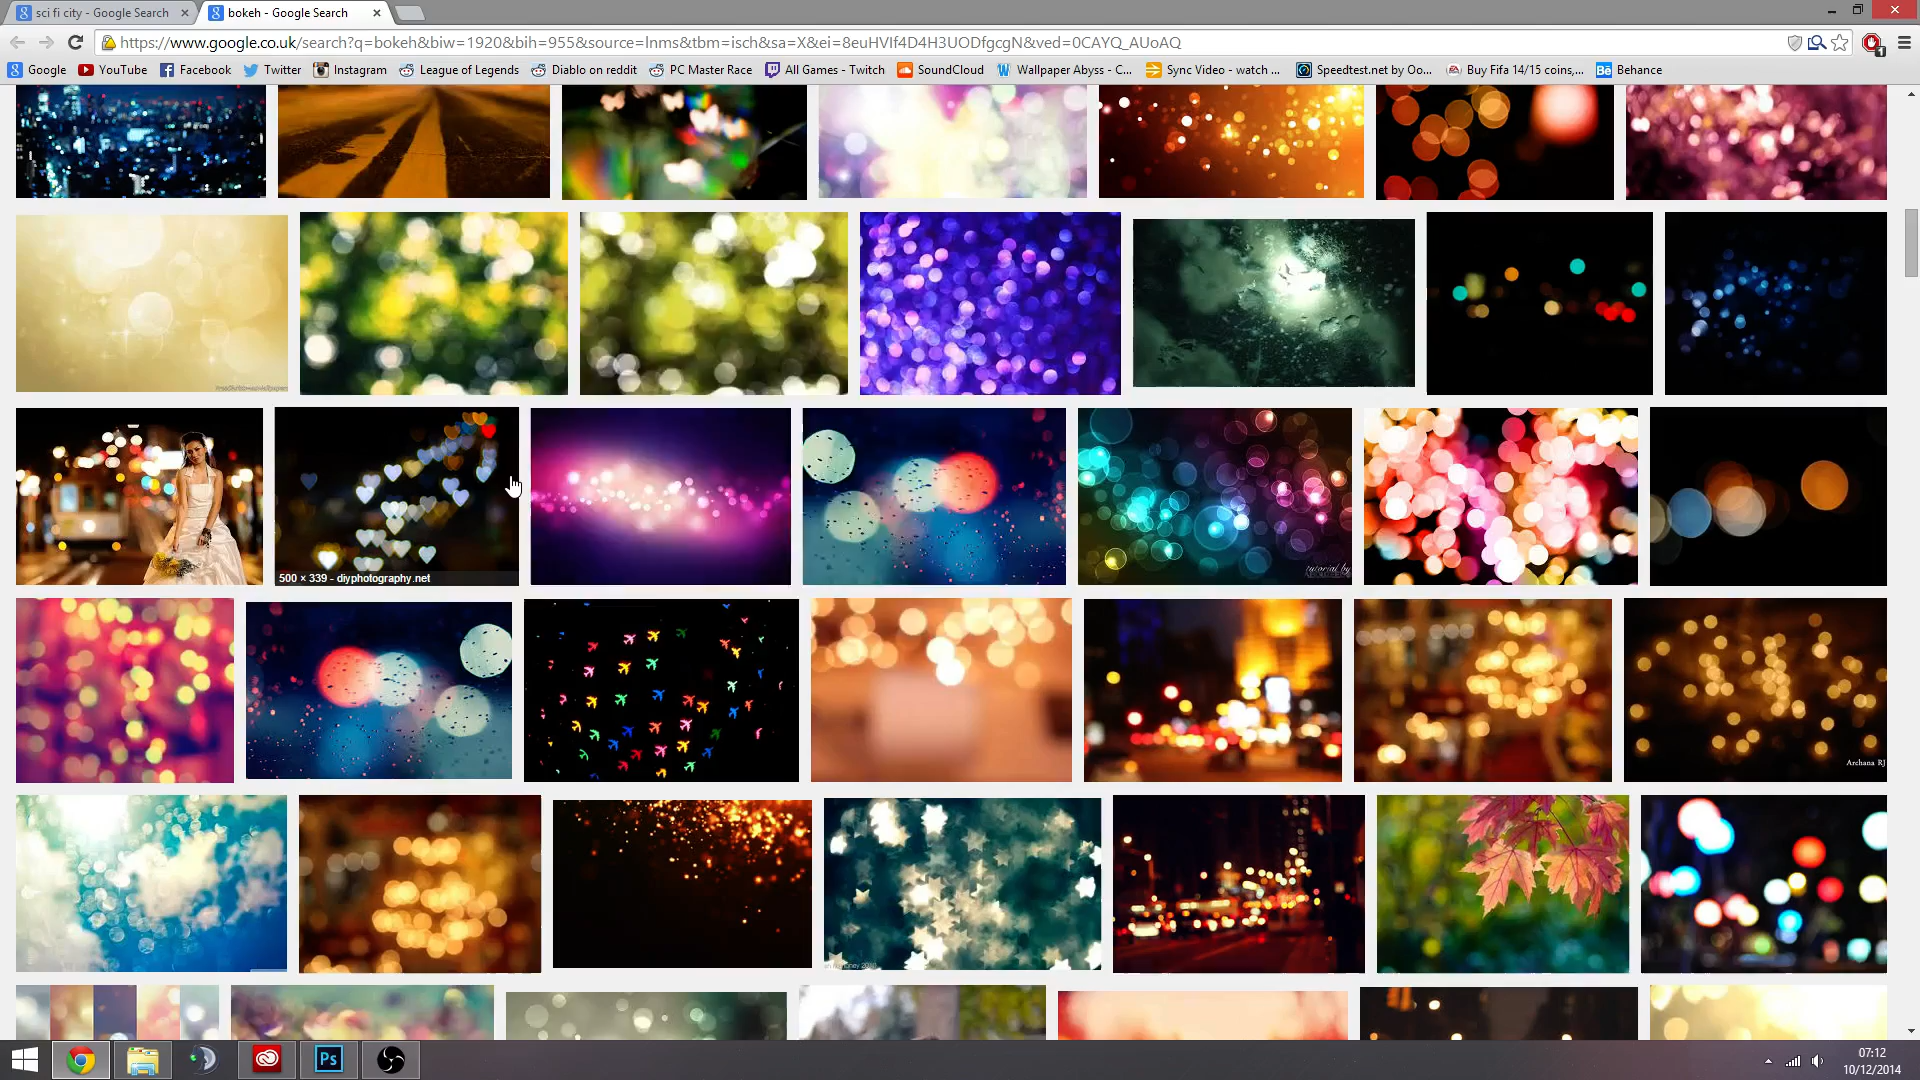 sci fi city - Google Search
bokeh - Google Search
https://www.google.co.uk/search?q=bokeh&biw=1920&bih=955&source=lnms&tbm=isch&sa=X&ei=8euHVIf4D4H3UODfgcgN&ved=0CAYQ_AUoAQ
Google YouTube Facebook Twitter Instagram League of Legends Diablo on reddit PC Master Race All Games - Twitch SoundCloud Wallpaper Abyss - C... Sync Video - watch ... Speedtest.net by Oo... Buy Fifa 14/15 coins,... Behance
500 × 339 - diyphotography.net
tutorial by
Archana RJ
Ps
07:12
10/12/2014